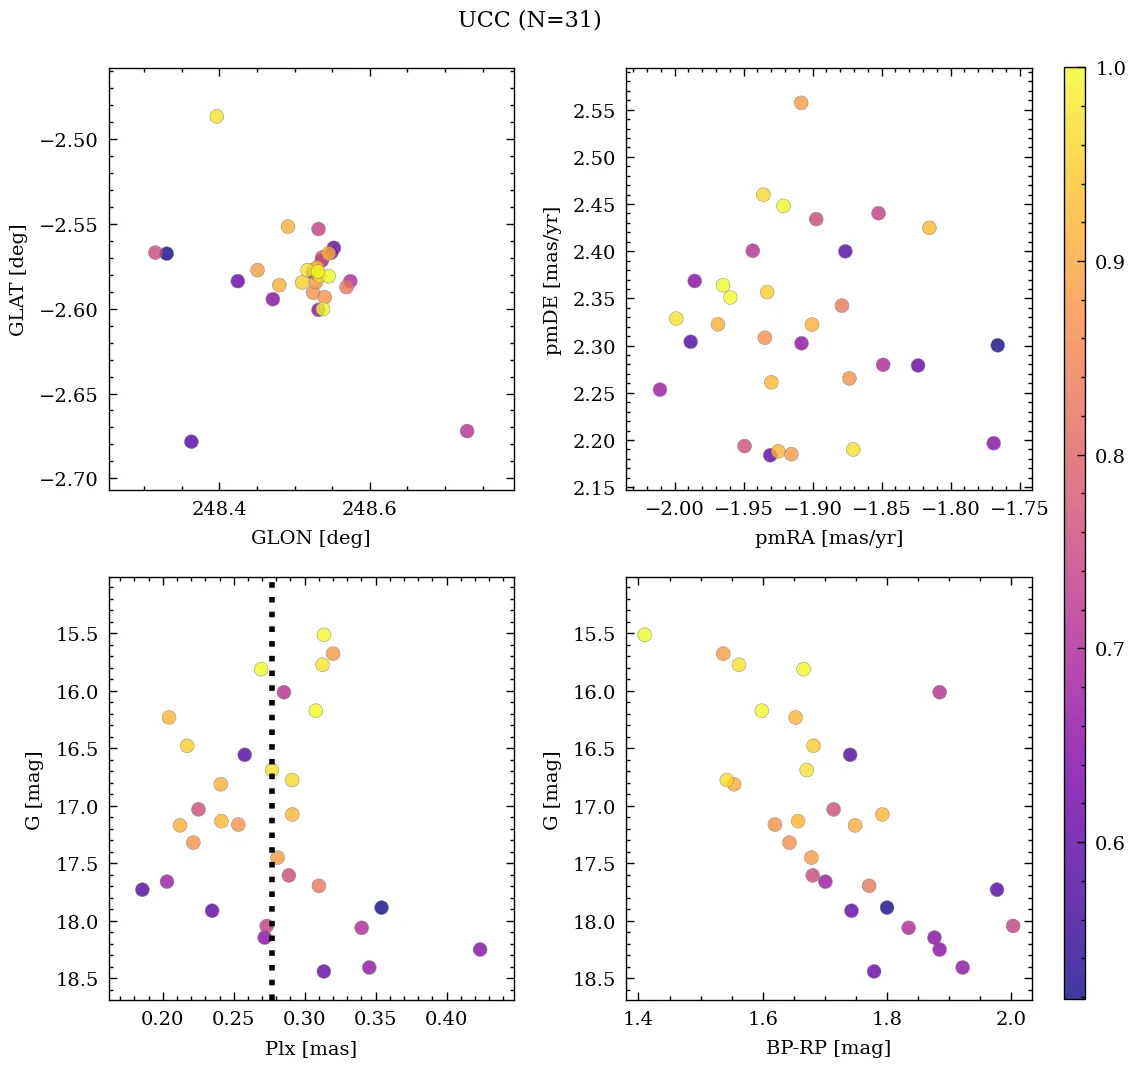 UCC (N=31)
−2.50
−2.55
−2.60
−2.65
−2.70
GLAT [deg]
248.4 248.6
GLON [deg]
2.55
2.50
2.45
2.40
2.35
2.30
2.25
2.20
2.15
pmDE [mas/yr]
−2.00 −1.95 −1.90 −1.85 −1.80 −1.75
pmRA [mas/yr]
15.5
16.0
16.5
17.0
17.5
18.0
18.5
G [mag]
0.20 0.25 0.30 0.35 0.40
Plx [mas]
15.5
16.0
16.5
17.0
17.5
18.0
18.5
G [mag]
1.4 1.6 1.8 2.0
BP-RP [mag]
1.0
0.9
0.8
0.7
0.6